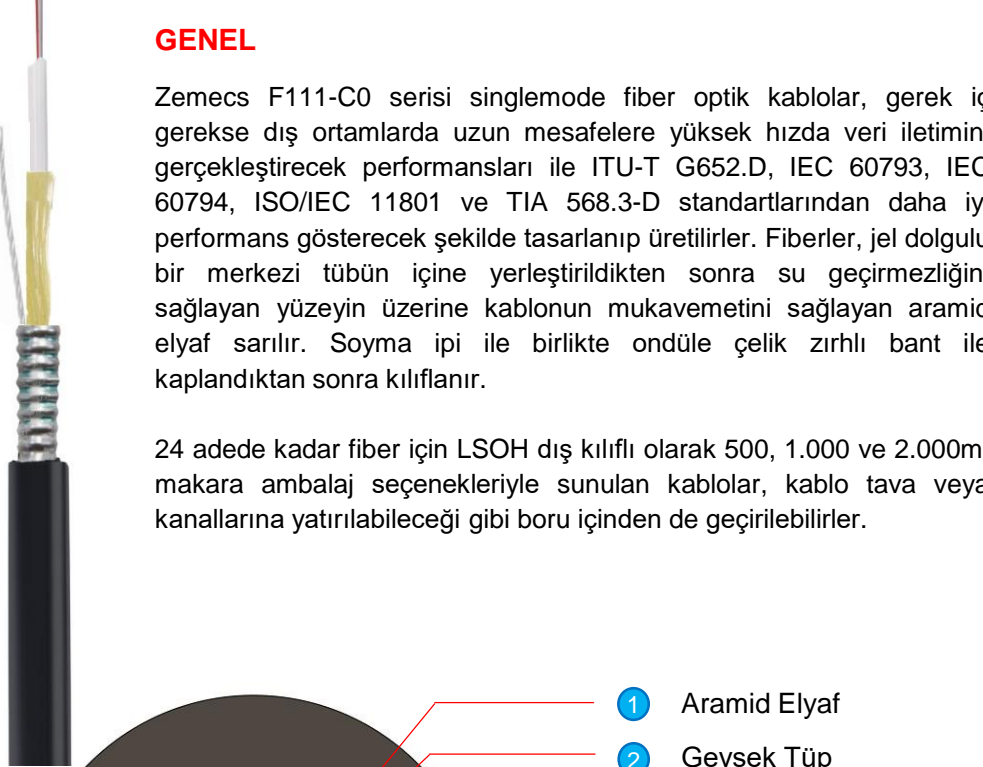 GENEL
Zemecs F111-C0 serisi singlemode fiber optik kablolar, gerek iç
gerekse dış ortamlarda uzun mesafelere yüksek hızda veri iletimin
gerçekleştirecek performansları ile ITU-T G652.D, IEC 60793, IEC
60794, ISO/IEC 11801 ve TIA 568.3-D standartlarından daha iy
performans gösterecek şekilde tasarlanıp üretilirler. Fiberler, jel dolgulu
bir merkezi tübün içine yerleştirildikten sonra su geçirmezliğin
sağlayan yüzeyin üzerine kablonun mukavemetini sağlayan aramid
elyaf sarılır. Soyma ipi ile birlikte ondüle çelik zırhlı bant ile
kaplandıktan sonra kılıflanır.
24 adede kadar fiber için LSOH dış kılıflı olarak 500, 1.000 ve 2.000m
makara ambalaj seçenekleriyle sunulan kablolar, kablo tava veya
kanallarına yatırılabileceği gibi boru içinden de geçirilebilirler.
1 Aramid Elyaf
2 Gevşek Tüp